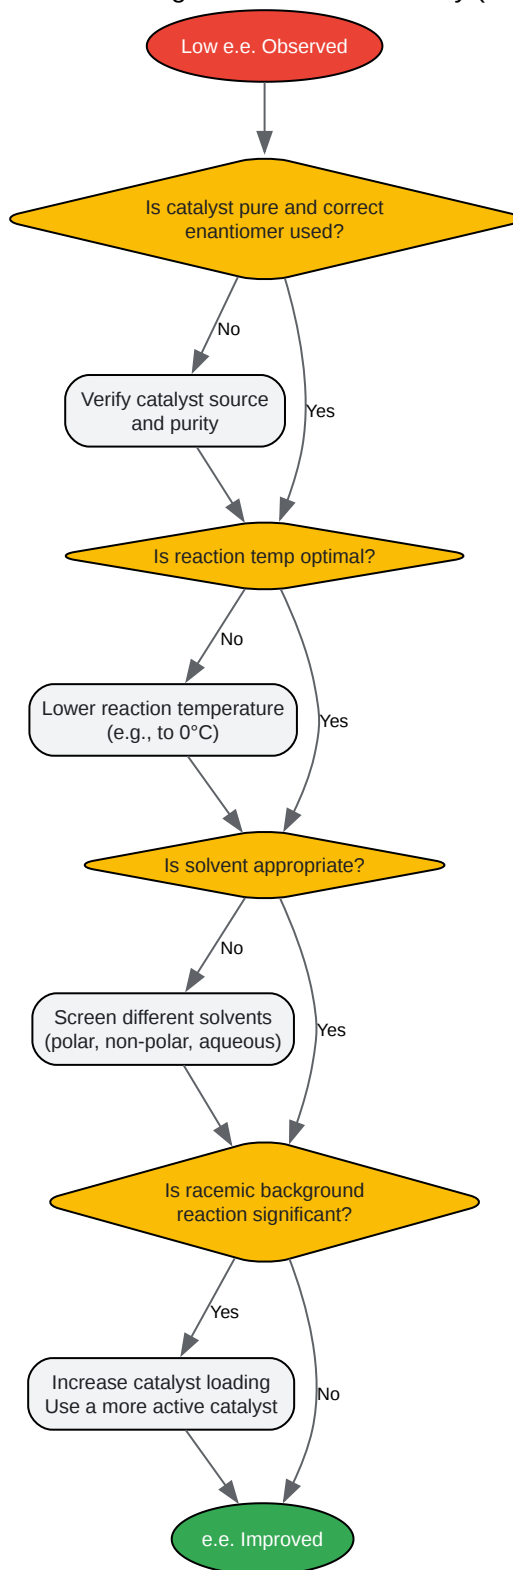 Low e.e. Observed
Is catalyst pure and correct
enantiomer used?
No
Yes
Verify catalyst source
and purity
Is reaction temp optimal?
No
Yes
Lower reaction temperature
(e.g., to 0°C)
Is solvent appropriate?
No
Yes
Screen different solvents
(polar, non-polar, aqueous)
Is racemic background
reaction significant?
Yes
No
Increase catalyst loading
Use a more active catalyst
e.e. Improved